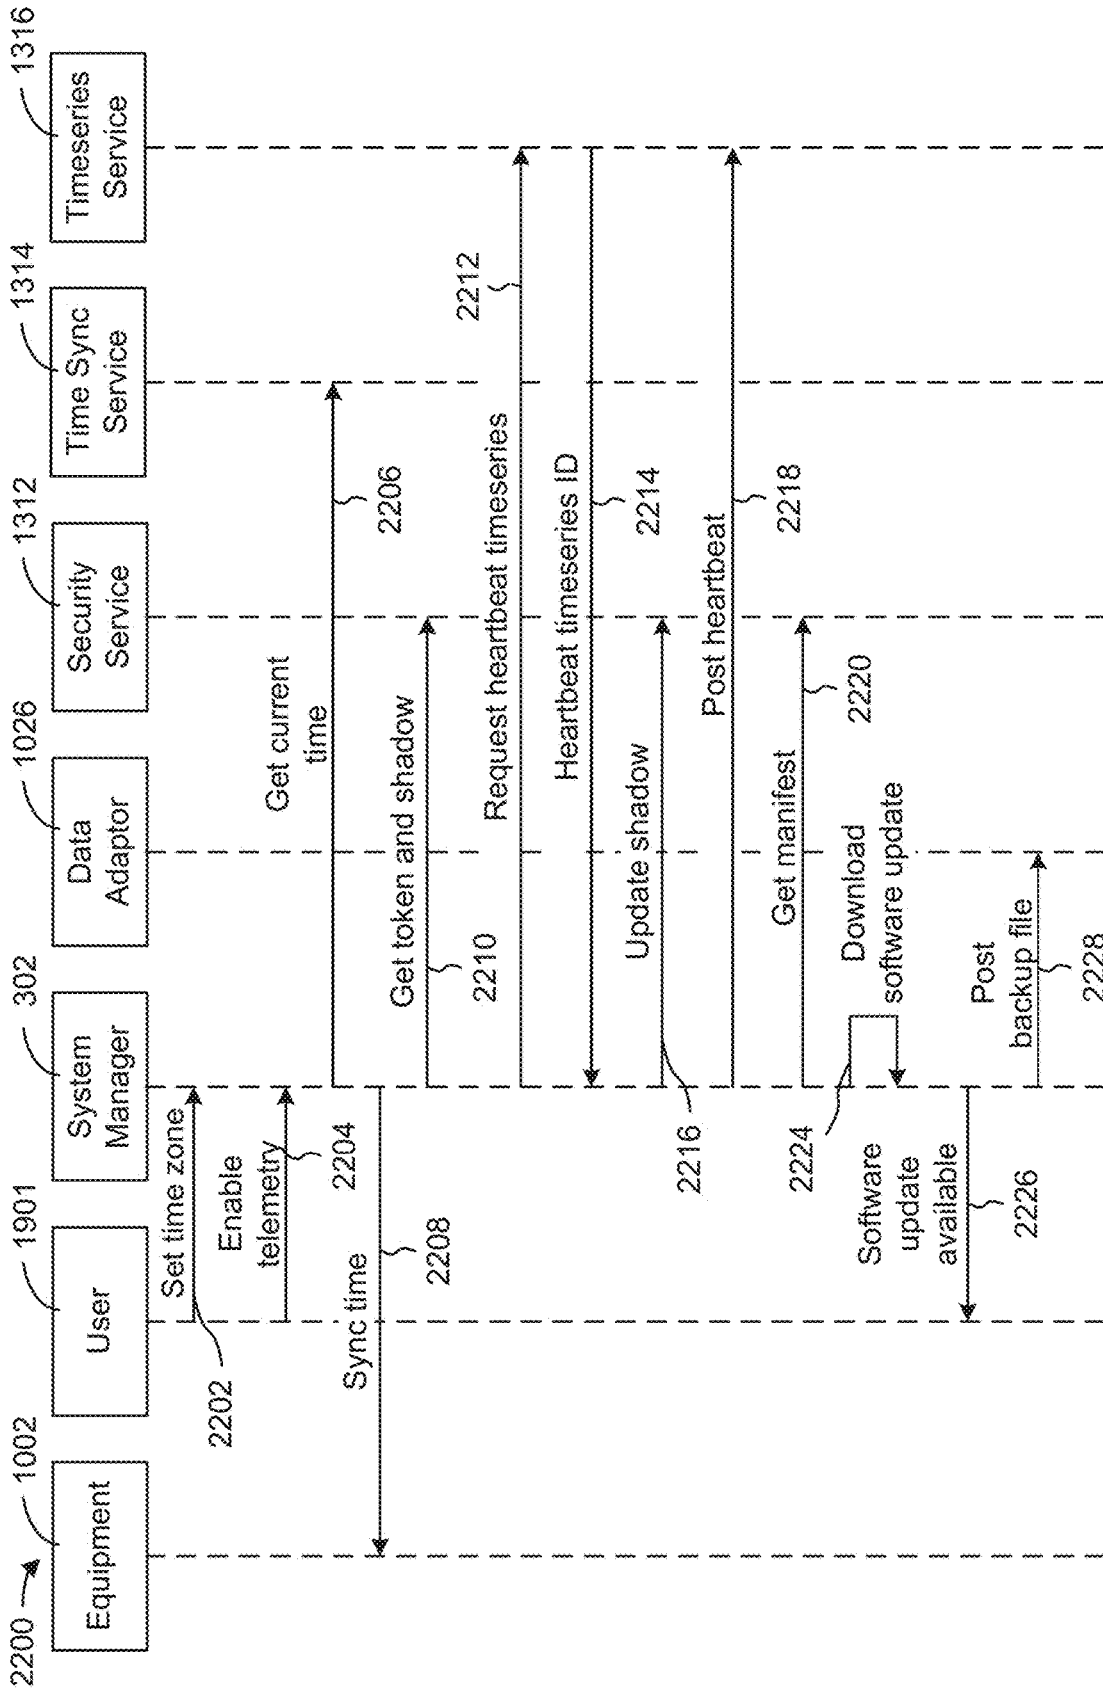 2200
1002
1901
302
1026
1312
1314
1316
Equipment
User
System
Manager
Data
Adaptor
Security
Service
Time Sync
Service
Timeseries
Service
Set time zone
2202
Enable
telemetry
2204
Get current
time
2206
Sync time
2208
Get token and shadow
2210
Request heartbeat timeseries
2212
Heartbeat timeseries ID
2214
Update shadow
2216
Post heartbeat
2218
Get manifest
2220
Download
software update
2224
Software
update
available
2226
Post
backup file
2228